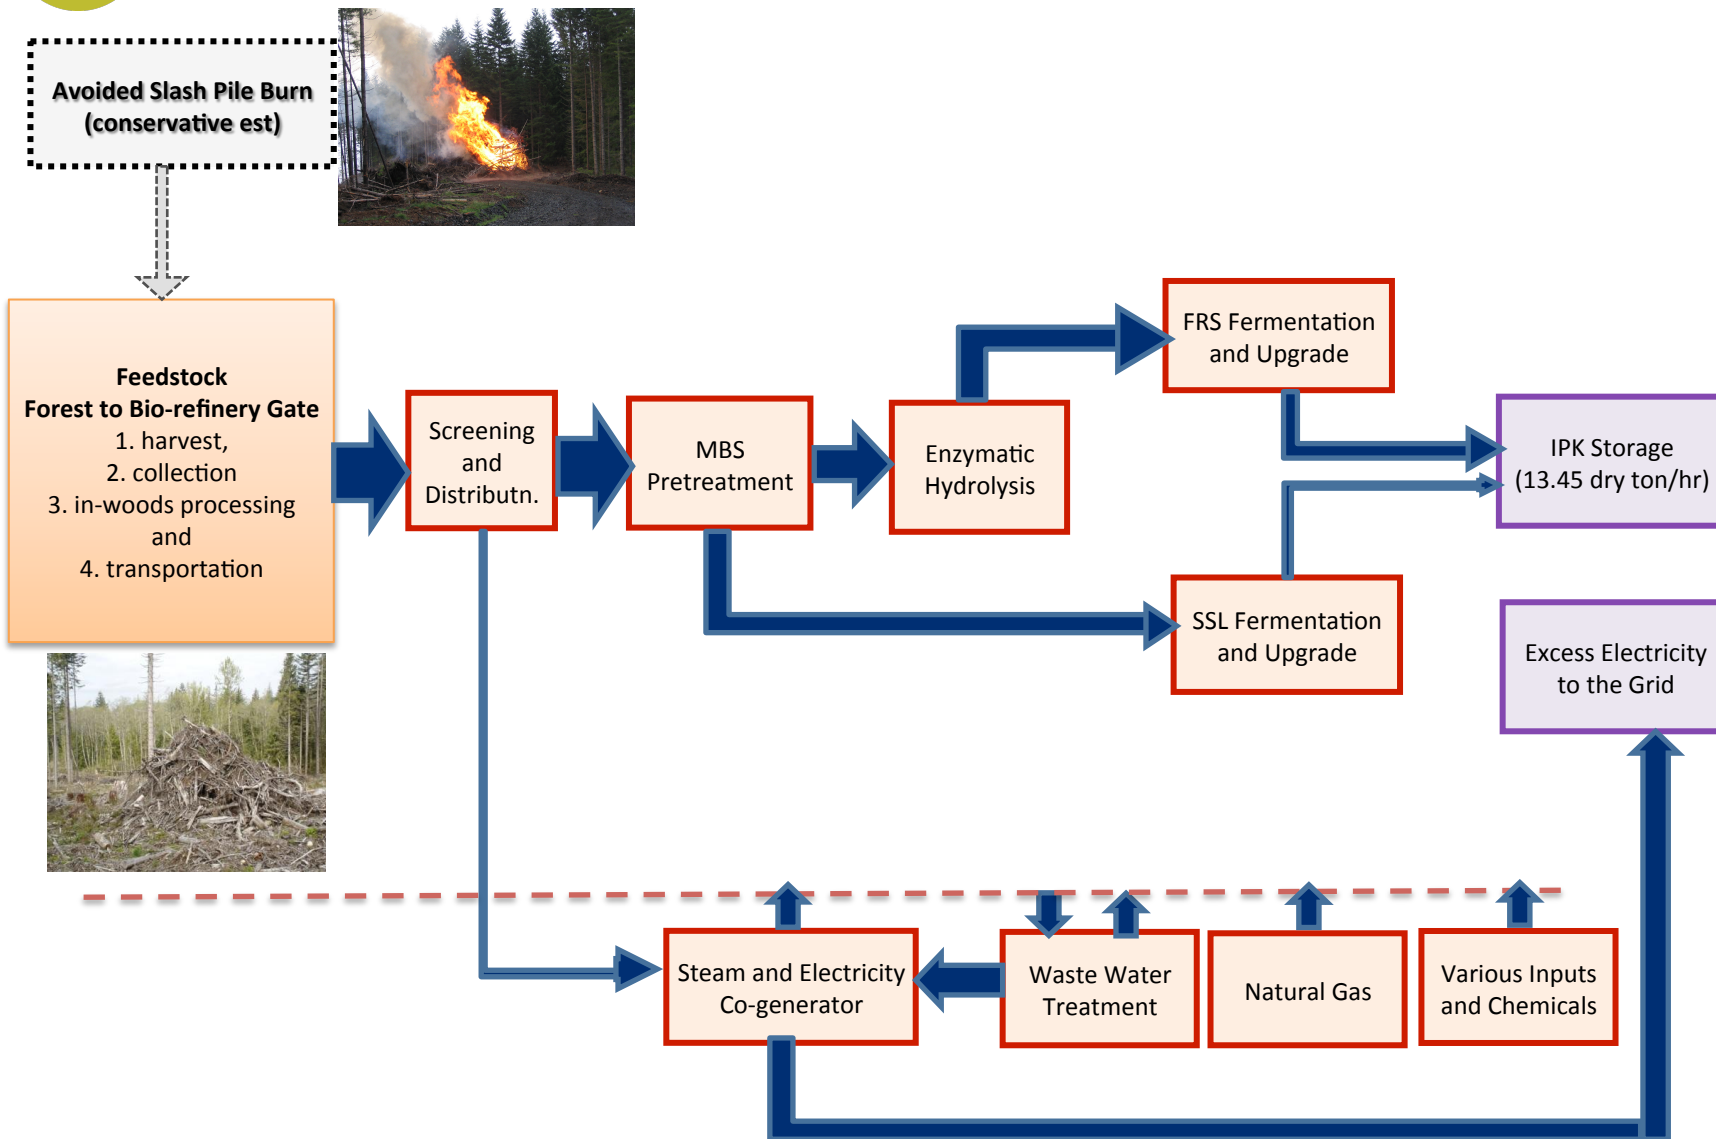 Avoided Slash Pile Burn
(conservative est)
Feedstock
Forest to Bio-refinery Gate
1. harvest,
2. collection
3. in-woods processing
and
4. transportation
Screening
and
Distributn.
MBS
Pretreatment
Enzymatic
Hydrolysis
FRS Fermentation
and Upgrade
SSL Fermentation
and Upgrade
IPK Storage
(13.45 dry ton/hr)
Excess Electricity
to the Grid
Steam and Electricity
Co-generator
Waste Water
Treatment
Natural Gas
Various Inputs
and Chemicals